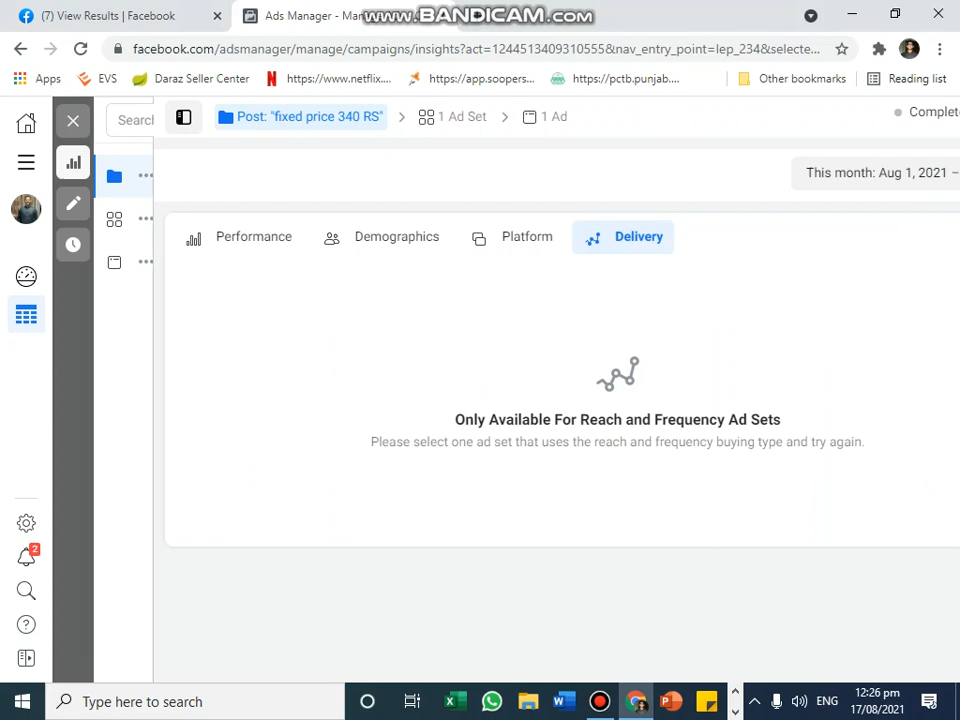 (7) View Results | Facebook
Ads Manager - Man
www.BANDICAM.com
facebook.com/adsmanager/manage/campaigns/insights?act=1244513409310555&nav_entry_point=lep_234&selecte...
Apps
EVS
Daraz Seller Center
https://www.netflix...
https://app.soopers...
https://pctb.punjab....
Other bookmarks
Reading list
Search
Post: "fixed price 340 RS"
1 Ad Set
1 Ad
Complete
This month: Aug 1, 2021 –
Performance
Demographics
Platform
Delivery
Only Available For Reach and Frequency Ad Sets
Please select one ad set that uses the reach and frequency buying type and try again.
2
Type here to search
ENG
12:26 pm
17/08/2021